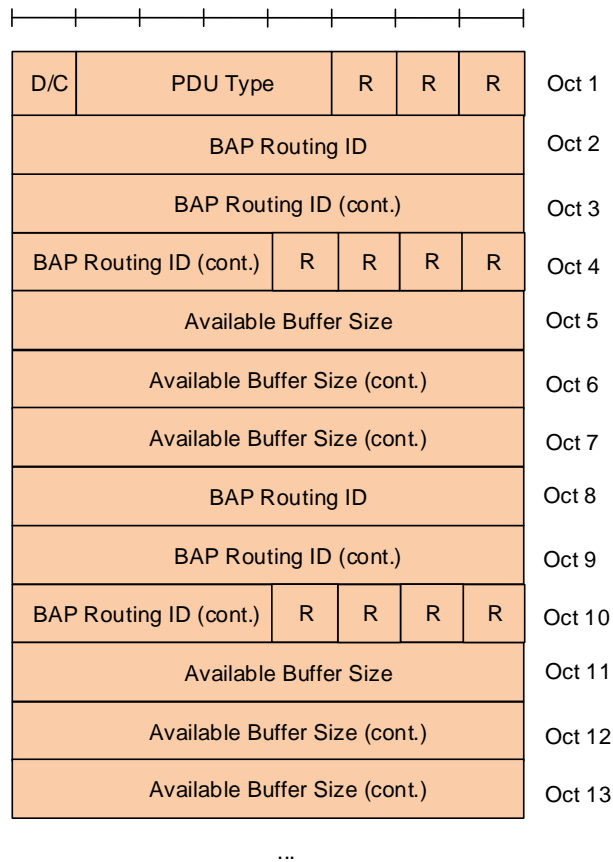 D/C PDU Type R R R Oct 1
BAP Routing ID Oct 2
BAP Routing ID (cont.) Oct 3
BAP Routing ID (cont.) R R R R Oct 4
Available Buffer Size Oct 5
Available Buffer Size (cont.) Oct 6
Available Buffer Size (cont.) Oct 7
BAP Routing ID Oct 8
BAP Routing ID (cont.) Oct 9
BAP Routing ID (cont.) R R R R Oct 10
Available Buffer Size Oct 11
Available Buffer Size (cont.) Oct 12
Available Buffer Size (cont.) Oct 13
...